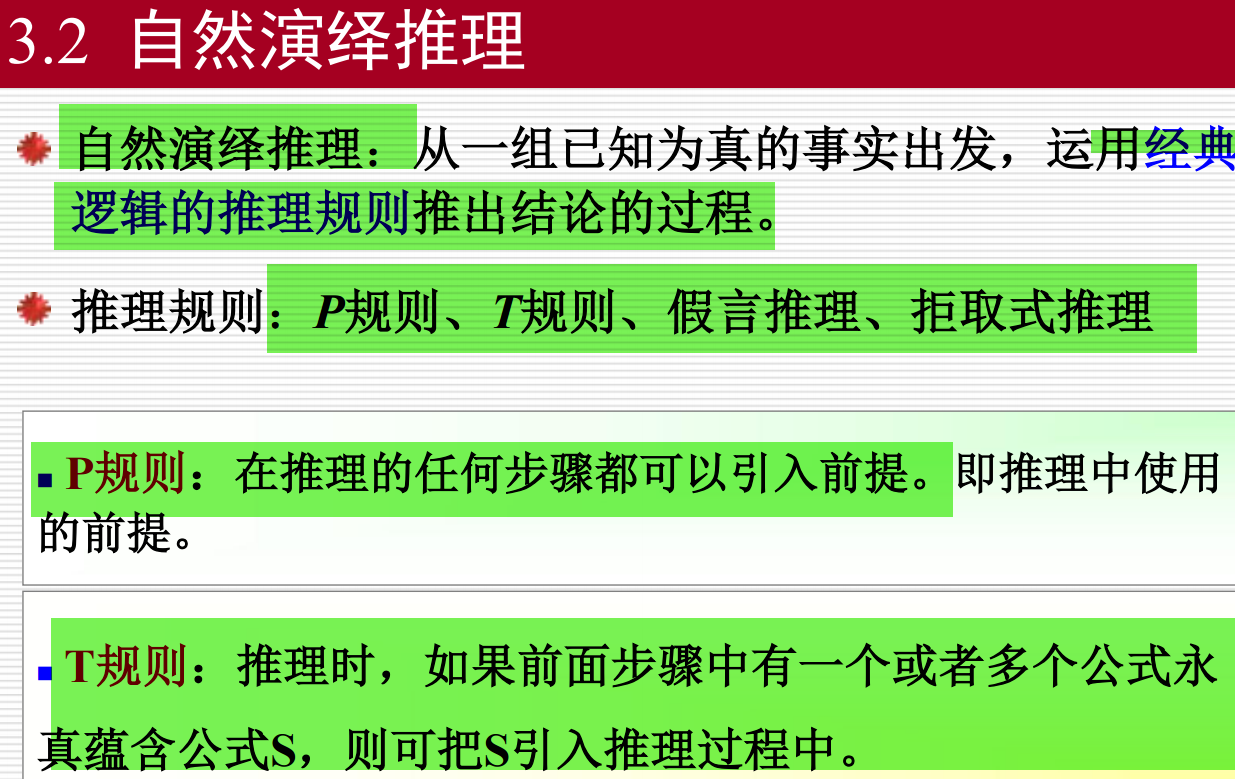 3.2 自然演绎推理
自然演绎推理：从一组已知为真的事实出发，运用经典
逻辑的推理规则推出结论的过程。
推理规则：P规则、T规则、假言推理、拒取式推理
▪ P规则：在推理的任何步骤都可以引入前提。即推理中使用
的前提。
▪ T规则：推理时，如果前面步骤中有一个或者多个公式永
真蕴含公式S，则可把S引入推理过程中。